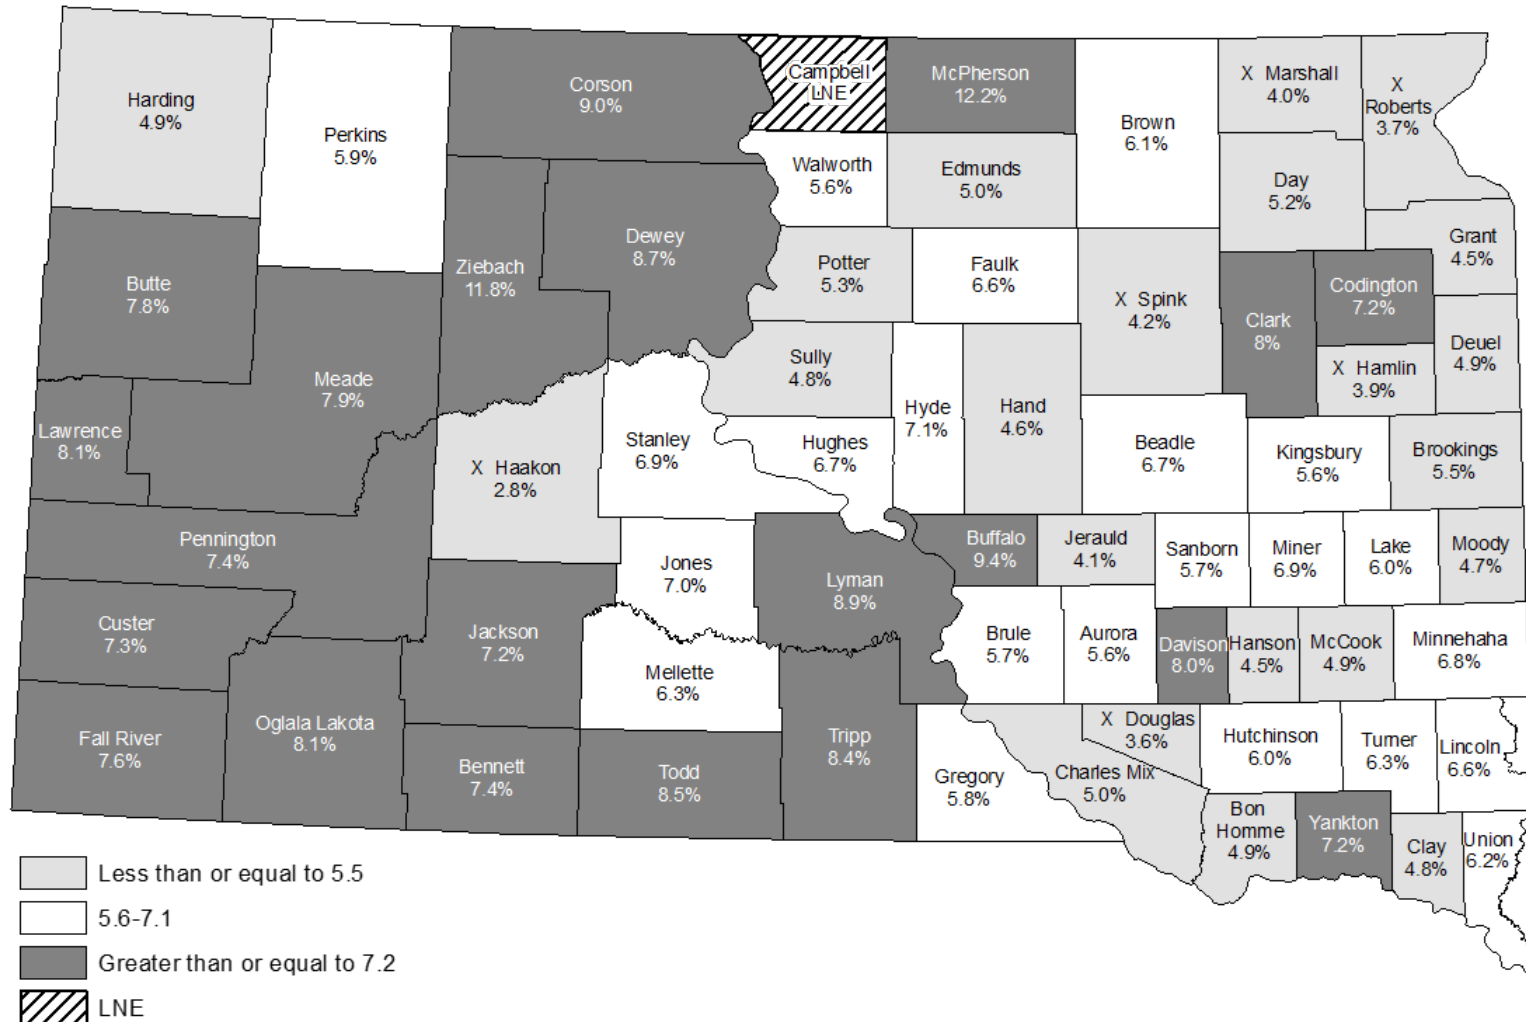 Harding
4.9%
Perkins
5.9%
Corson
9.0%
Campbell
LNE
McPherson
12.2%
Brown
6.1%
X Marshall
4.0%
X
Roberts
3.7%
Walworth
5.6%
Edmunds
5.0%
Day
5.2%
Grant
4.5%
Butte
7.8%
Ziebach
11.8%
Dewey
8.7%
Potter
5.3%
Faulk
6.6%
X Spink
4.2%
Clark
8%
Codington
7.2%
Deuel
4.9%
X Hamlin
3.9%
Meade
7.9%
Sully
4.8%
Hyde
7.1%
Hand
4.6%
Lawrence
8.1%
X Haakon
2.8%
Stanley
6.9%
Hughes
6.7%
Beadle
6.7%
Kingsbury
5.6%
Brookings
5.5%
Pennington
7.4%
Jones
7.0%
Lyman
8.9%
Buffalo
9.4%
Jerauld
4.1%
Sanborn
5.7%
Miner
6.9%
Lake
6.0%
Moody
4.7%
Custer
7.3%
Jackson
7.2%
Mellette
6.3%
Brule
5.7%
Aurora
5.6%
Davison
8.0%
Hanson
4.5%
McCook
4.9%
Minnehaha
6.8%
Fall River
7.6%
Oglala Lakota
8.1%
Bennett
7.4%
Todd
8.5%
Tripp
8.4%
Gregory
5.8%
Charles Mix
5.0%
X Douglas
3.6%
Hutchinson
6.0%
Turner
6.3%
Lincoln
6.6%
Bon
Homme
4.9%
Yankton
7.2%
Clay
4.8%
Union
6.2%
Less than or equal to 5.5
5.6-7.1
Greater than or equal to 7.2
LNE